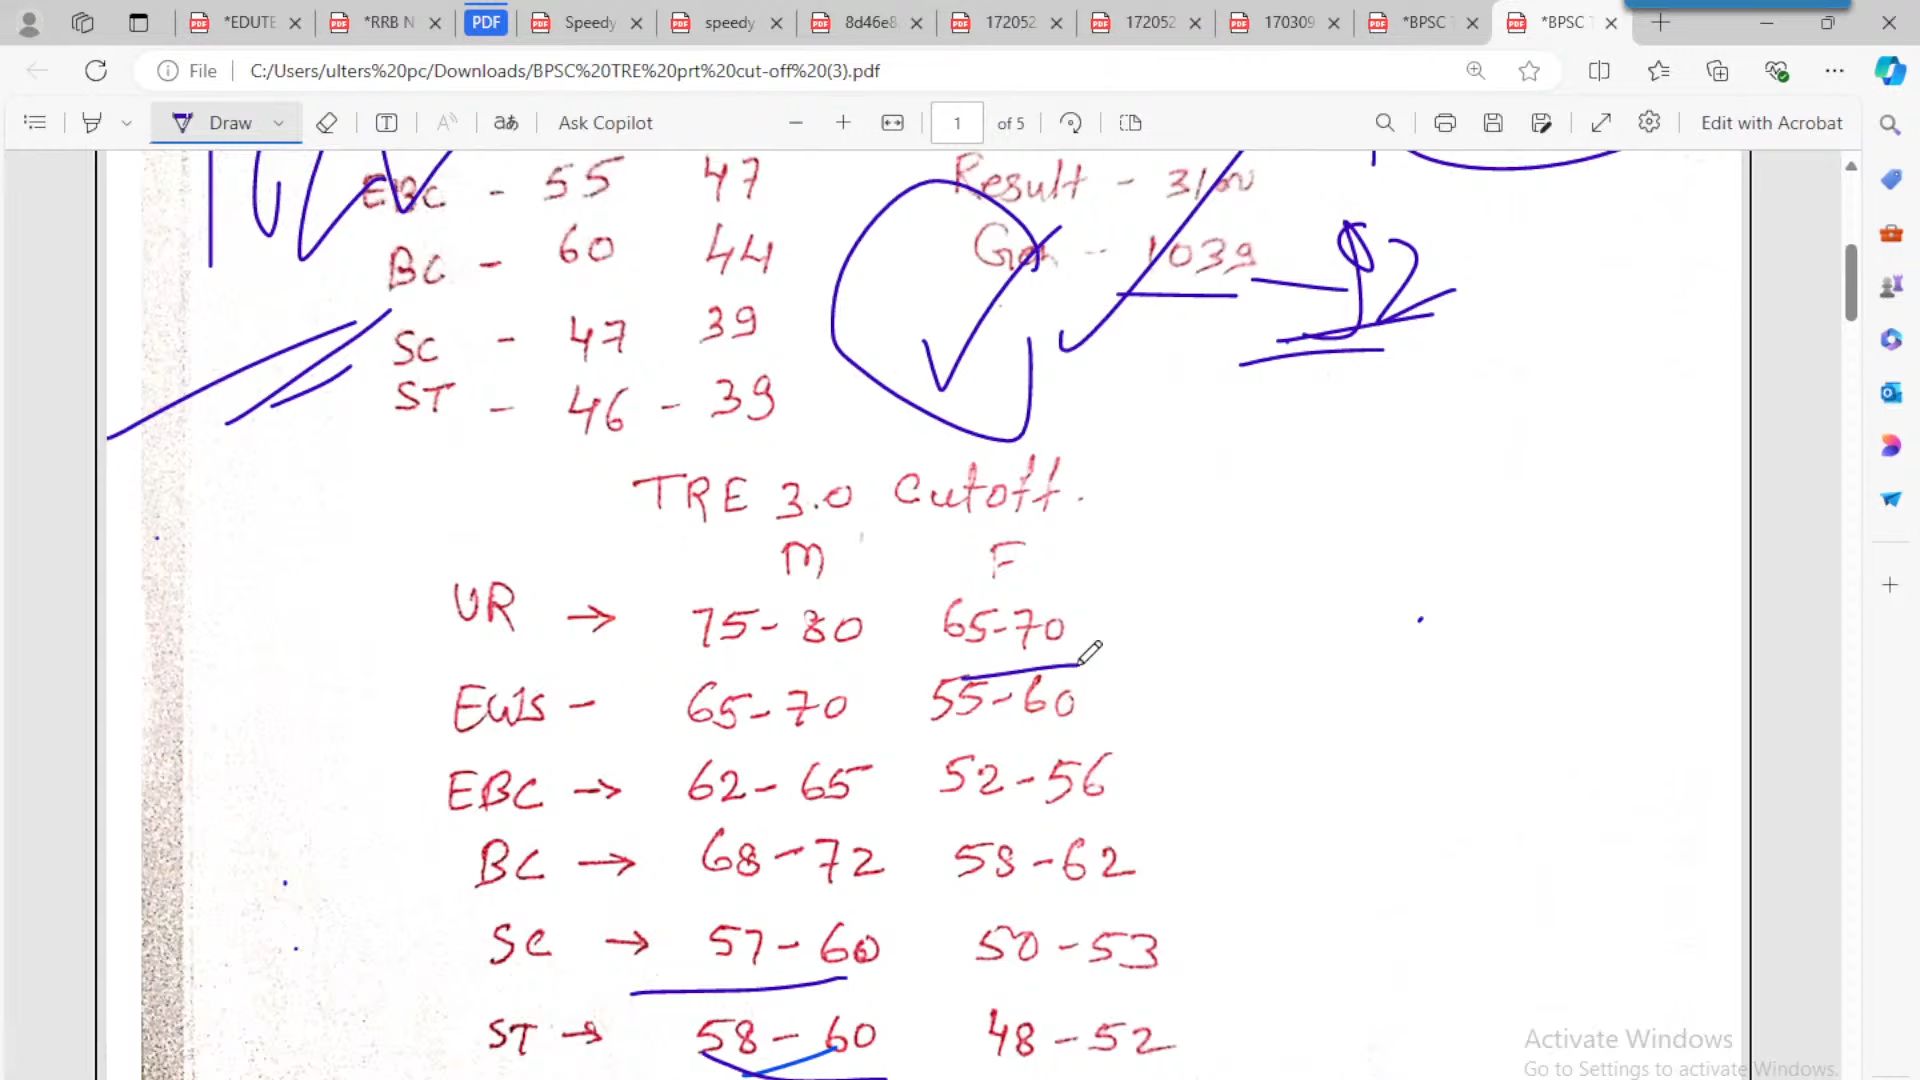 *EDUTE
*RRB N
PDF
Speedy
speedy
8d46e8
172052
172052
170309
*BPSC
*BPSC T
File
C:/Users/ulters%20pc/Downloads/BPSC%20TRE%20prt%20cut-off%20(3).pdf
Draw
Ask Copilot
1 of 5
Edit with Acrobat
EBC - 55 47
Result - 3100
BC - 60 44
Gen - 1039 - 92
SC - 47 39
ST - 46 - 39
TRE 3.0 Cutoff.
M F
UR → 75-80 65-70
EWS - 65-70 55-60
EBC → 62-65 52-56
BC → 68-72 58-62
SC → 57-60 50-53
ST → 58-60 48-52
Activate Windows
Go to Settings to activate Windows.